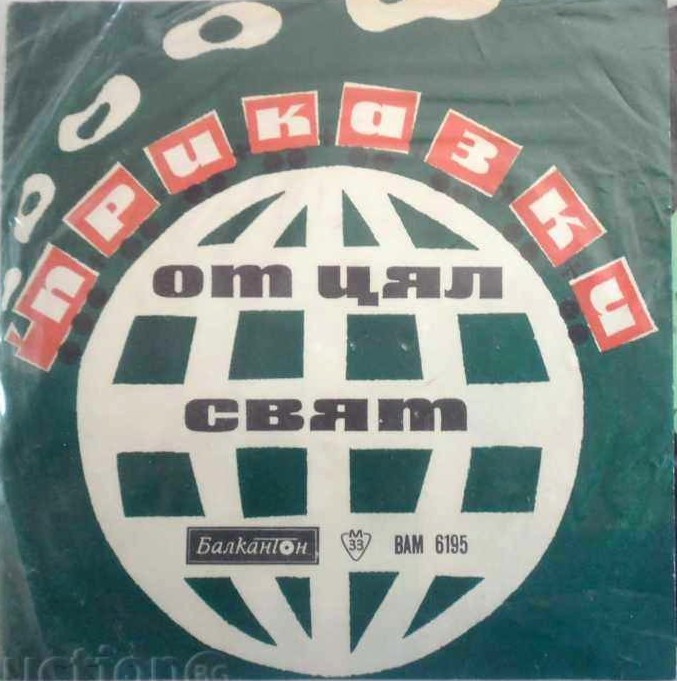 приказки
от цял
свят
Балкантон М 33 ВАМ 6195